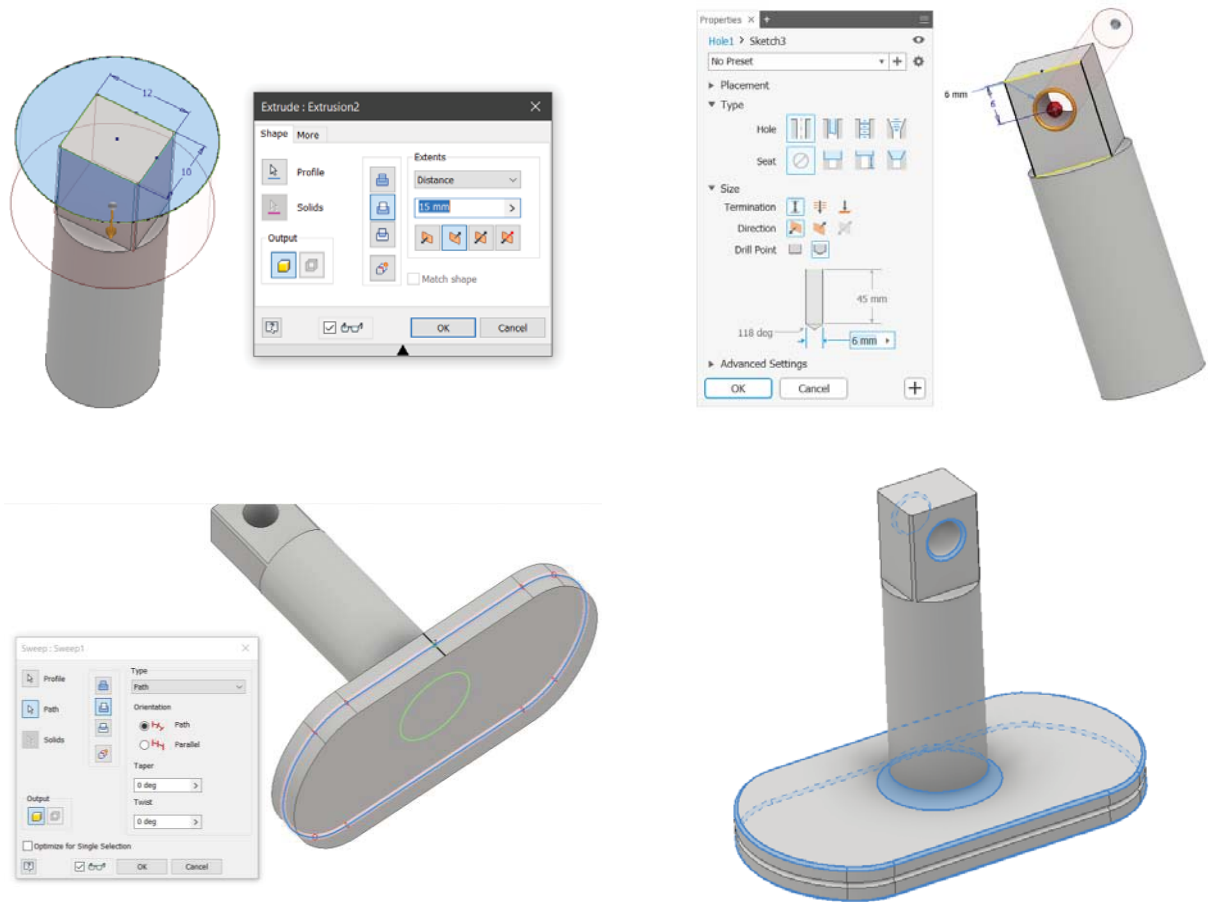 12
10
Extrude : Extrusion2
Shape More
Profile
Solids
Output
Extents
Distance
15 mm
Match shape
OK Cancel
Properties × +
Hole1 > Sketch3
No Preset
Placement
Type
Hole
Seat
Size
Termination
Direction
Drill Point
45 mm
118 deg
6 mm
Advanced Settings
OK Cancel
6 mm
6
Sweep : Sweep1
Profile
Path
Solids
Output
Type
Path
Orientation
Path
Parallel
Taper
0 deg
Twist
0 deg
Optimize for Single Selection
OK Cancel